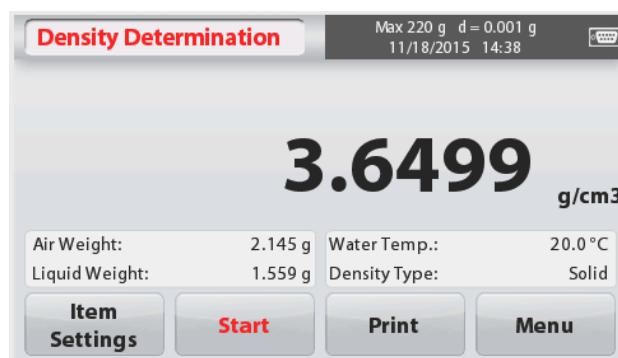 Density Determination
Max 220 g d = 0.001 g
11/18/2015 14:38
3.6499
g/cm3
Air Weight: 2.145 g Water Temp.: 20.0 °C
Liquid Weight: 1.559 g Density Type: Solid
Item Settings
Start
Print
Menu